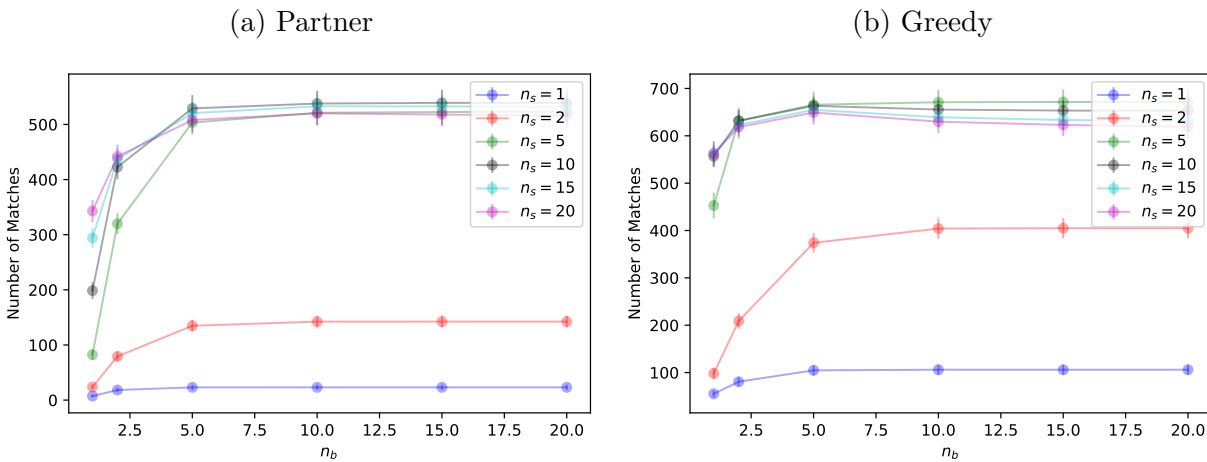 (a) Partner
(b) Greedy
Number of Matches
500
400
300
200
100
0
2.5
5.0
7.5
10.0
12.5
15.0
17.5
20.0
n_b
n_s = 1
n_s = 2
n_s = 5
n_s = 10
n_s = 15
n_s = 20
Number of Matches
700
600
500
400
300
200
100
2.5
5.0
7.5
10.0
12.5
15.0
17.5
20.0
n_b
n_s = 1
n_s = 2
n_s = 5
n_s = 10
n_s = 15
n_s = 20